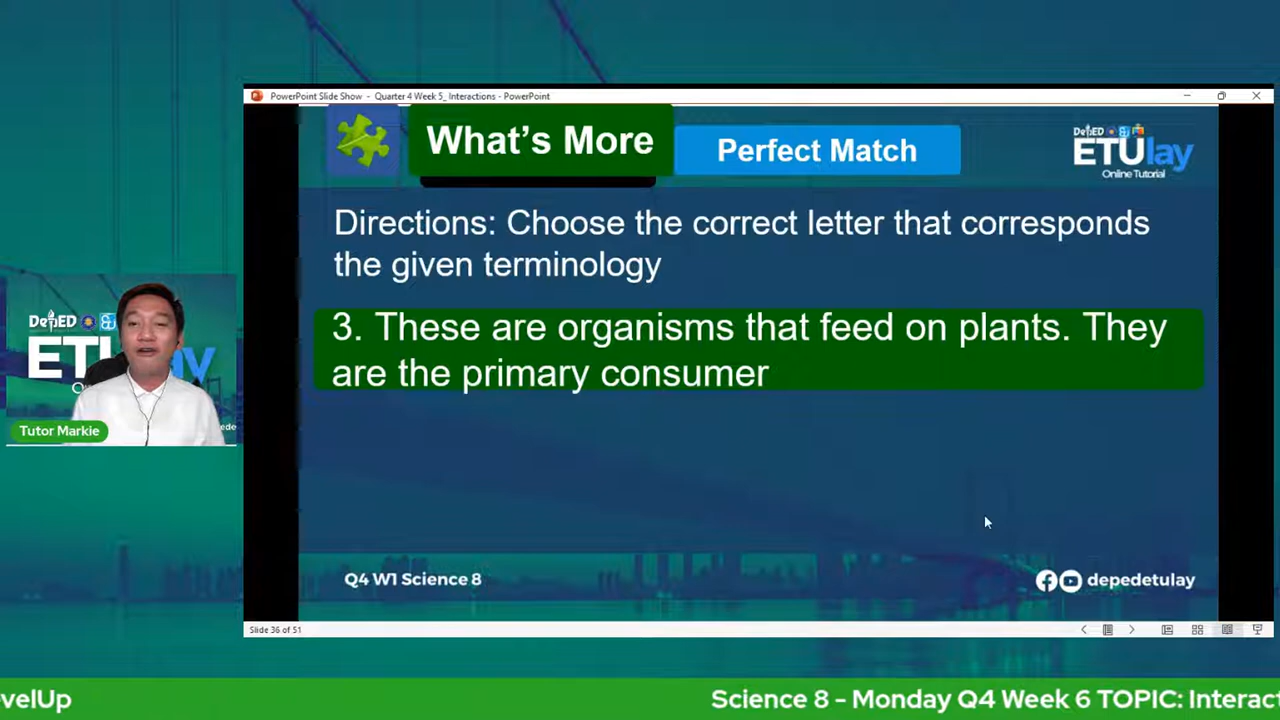 PowerPoint Slide Show - Quarter 4 Week 5_ Interactions - PowerPoint
What's More
Perfect Match
DepED
ETUlay
Online Tutorial
Directions: Choose the correct letter that corresponds
the given terminology
3. These are organisms that feed on plants. They
are the primary consumer
DepED
Tutor Markie
Q4 W1 Science 8
depedetulay
Slide 36 of 51
velUp
Science 8 - Monday Q4 Week 6 TOPIC: Interact